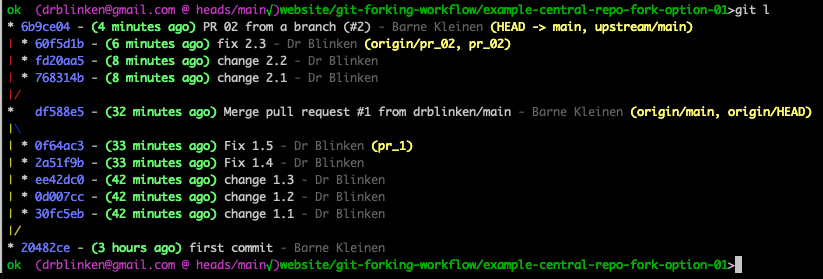 ok (drblinken@gmail.com @ heads/main√)website/git-forking-workflow/example-central-repo-fork-option-01>git l
* 6b9ce04 - (4 minutes ago) PR 02 from a branch (#2) - Barne Kleinen (HEAD -> main, upstream/main)
| * 60f5d1b - (6 minutes ago) fix 2.3 - Dr Blinken (origin/pr_02, pr_02)
| * fd20aa5 - (8 minutes ago) change 2.2 - Dr Blinken
| * 768314b - (8 minutes ago) change 2.1 - Dr Blinken
|/
* df588e5 - (32 minutes ago) Merge pull request #1 from drblinken/main - Barne Kleinen (origin/main, origin/HEAD)
|\
| * 0f64ac3 - (33 minutes ago) Fix 1.5 - Dr Blinken (pr_1)
| * 2a51f9b - (33 minutes ago) Fix 1.4 - Dr Blinken
| * ee42dc0 - (42 minutes ago) change 1.3 - Dr Blinken
| * 0d007cc - (42 minutes ago) change 1.2 - Dr Blinken
| * 30fc5eb - (42 minutes ago) change 1.1 - Dr Blinken
|/
* 20482ce - (3 hours ago) first commit - Barne Kleinen
ok (drblinken@gmail.com @ heads/main√)website/git-forking-workflow/example-central-repo-fork-option-01>